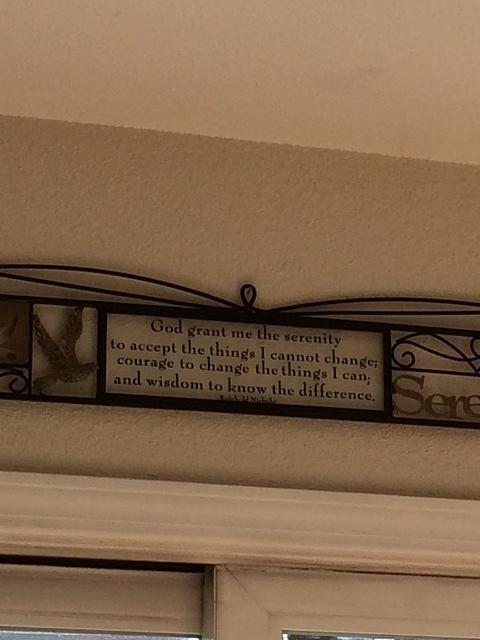 God grant me the serenity
to accept the things I cannot change;
courage to change the things I can;
and wisdom to know the difference.
Sere